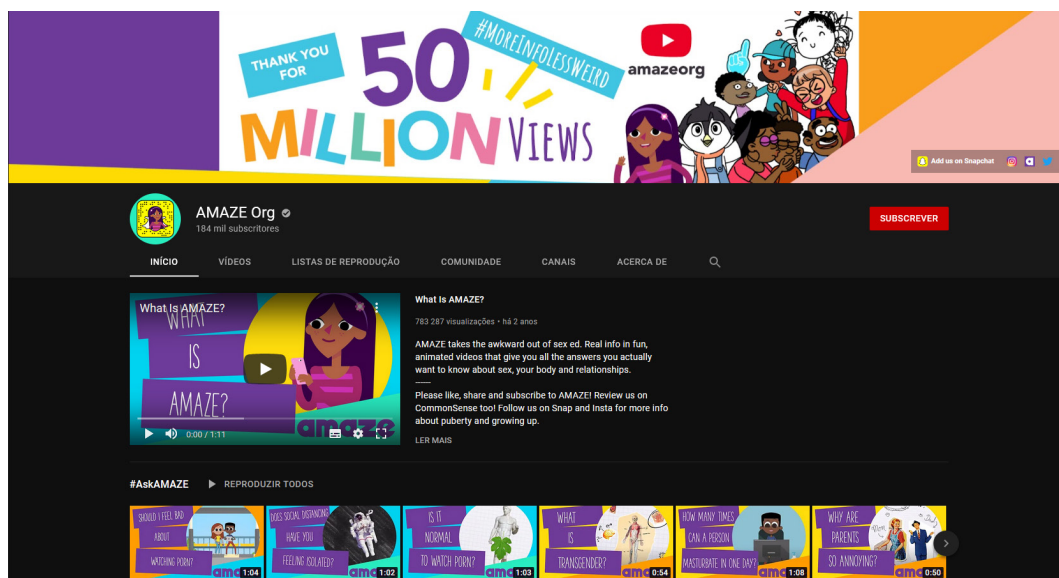 THANK YOU
FOR
50
#MOREINFOLESSWEIRD
MILLION VIEWS
amazeorg
Add us on Snapchat
AMAZE Org
184 mil subscritores
SUBSCREVER
INÍCIO VÍDEOS LISTAS DE REPRODUÇÃO COMUNIDADE CANAIS ACERCA DE
What Is AMAZE?
WHAT
IS
AMAZE?
amaze
0:00 / 1:11
What Is AMAZE?
783 287 visualizações • há 2 anos
AMAZE takes the awkward out of sex ed. Real info in fun,
animated videos that give you all the answers you actually
want to know about sex, your body and relationships.
------
Please like, share and subscribe to AMAZE! Review us on
CommonSense too! Follow us on Snap and Insta for more info
about puberty and growing up.
LER MAIS
#AskAMAZE REPRODUZIR TODOS
SHOULD I FEEL BAD
ABOUT
WATCHING PORN?
1:04
DOES SOCIAL DISTANCING
HAVE YOU
FEELING ISOLATED?
1:02
IS IT
NORMAL
TO WATCH PORN?
1:03
WHAT
IS
TRANSGENDER?
0:54
HOW MANY TIMES
CAN A PERSON
MASTURBATE IN ONE DAY?
1:08
WHY ARE
PARENTS
SO ANNOYING?
0:50